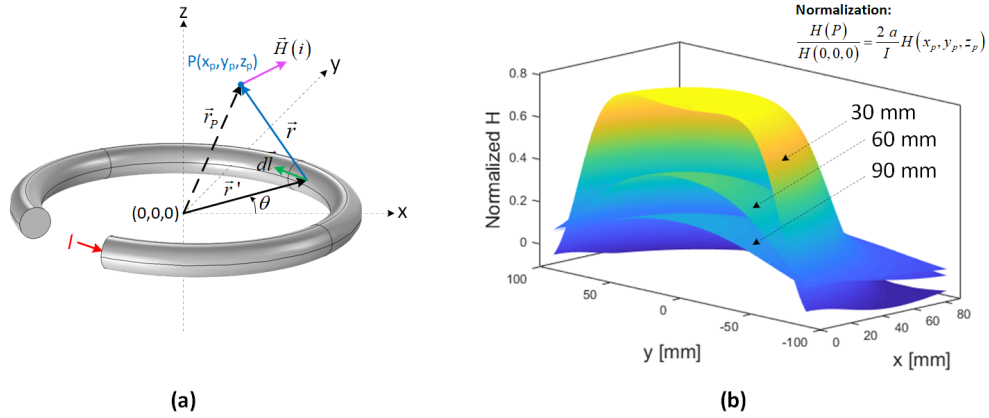 z
H⃗(i)
P(xₚ,yₚ,zₚ)
y
r⃗ₚ
r⃗
dl⃗
r⃗'
(0,0,0)
θ
x
I
(a)
Normalization:
H(P)/H(0,0,0) = 2a/I H(xₚ, yₚ, zₚ)
Normalized H
0.8
0.6
0.4
0.2
0
30 mm
60 mm
90 mm
100
50
0
-50
-100
y [mm]
0
20
40
60
80
x [mm]
(b)